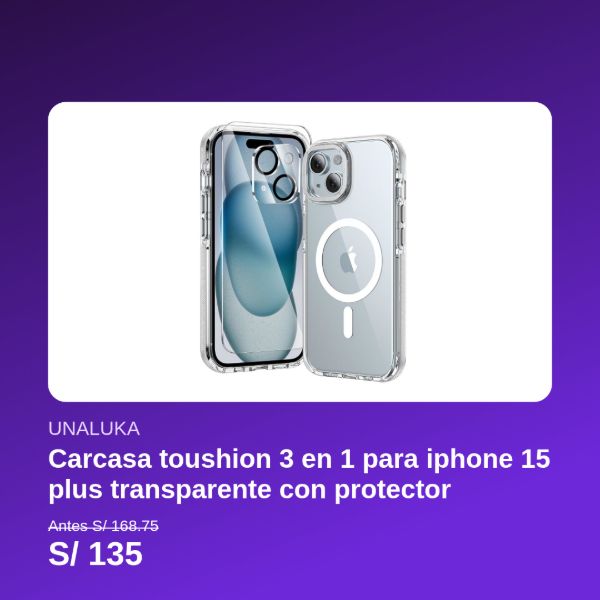 UNALUKA
Carcasa toushion 3 en 1 para iphone 15
plus transparente con protector
Antes S/ 168.75
S/ 135